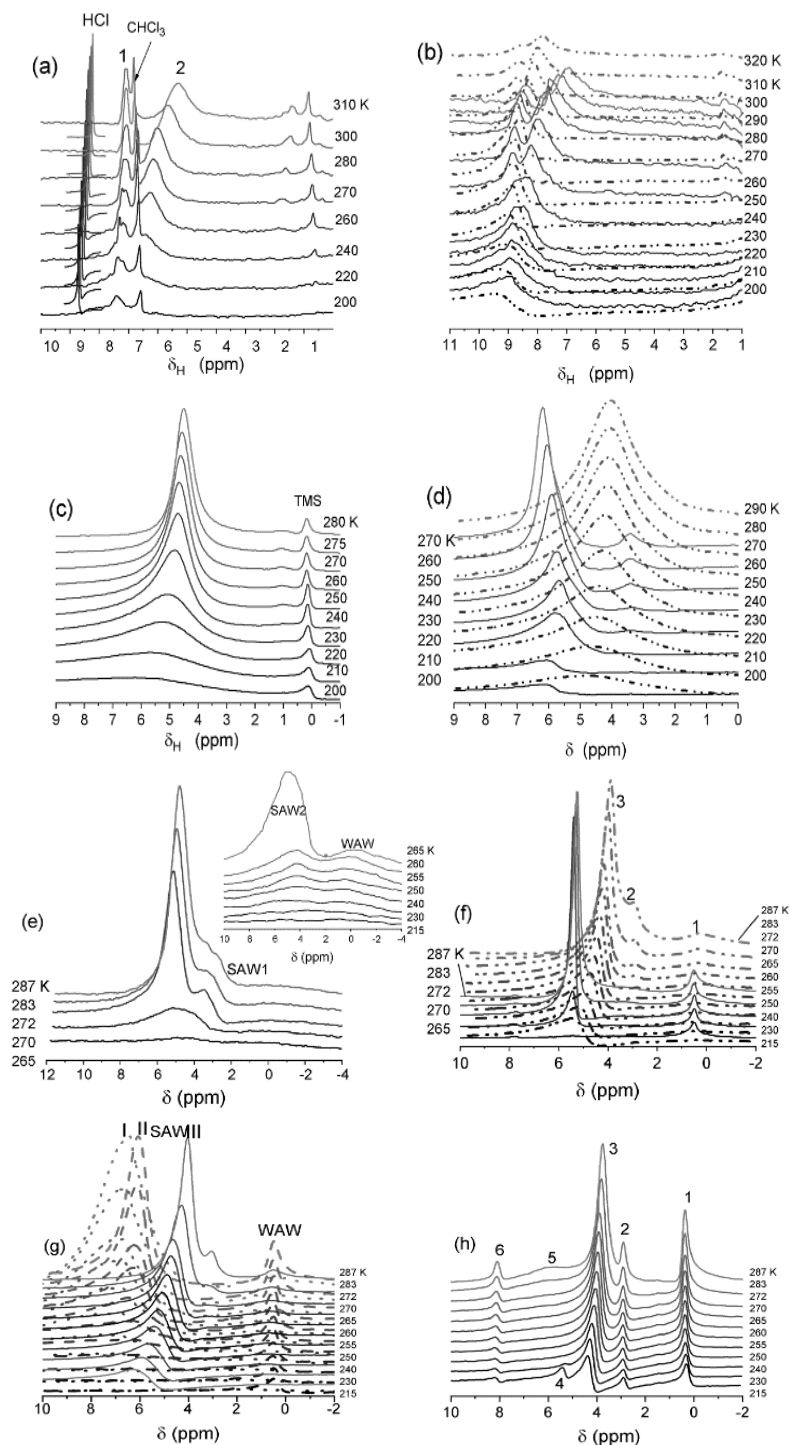 (a)
HCl
1
CHCl3
2
310 K
300
280
270
260
240
220
200
10 9 8 7 6 5 4 3 2 1
δH (ppm)
(b)
320 K
310 K
300
290
280
270
260
250
240
230
220
210
200
11 10 9 8 7 6 5 4 3 2 1
δH (ppm)
(c)
TMS
280 K
275
270
260
250
240
230
220
210
200
9 8 7 6 5 4 3 2 1 0 -1
δH (ppm)
(d)
270 K
260
250
240
230
220
210
200
290 K
280
270
260
250
240
230
220
210
200
9 8 7 6 5 4 3 2 1 0
δ (ppm)
(e)
SAW2
WAW
265 K
260
255
250
240
230
215
10 8 6 4 2 0 -2 -4
δ (ppm)
SAW1
287 K
283
272
270
265
12 10 8 6 4 2 0 -2 -4
δ (ppm)
(f)
3
2
1
287 K
283
272
270
265
287 K
283
272
270
265
260
255
250
240
230
215
10 8 6 4 2 0 -2
δ (ppm)
(g)
I II SAW III
WAW
287 K
283
272
270
265
260
255
250
240
230
215
10 8 6 4 2 0 -2
δ (ppm)
(h)
6
5
3
2
1
4
287 K
283
272
270
265
260
255
250
240
230
215
10 8 6 4 2 0 -2
δ (ppm)